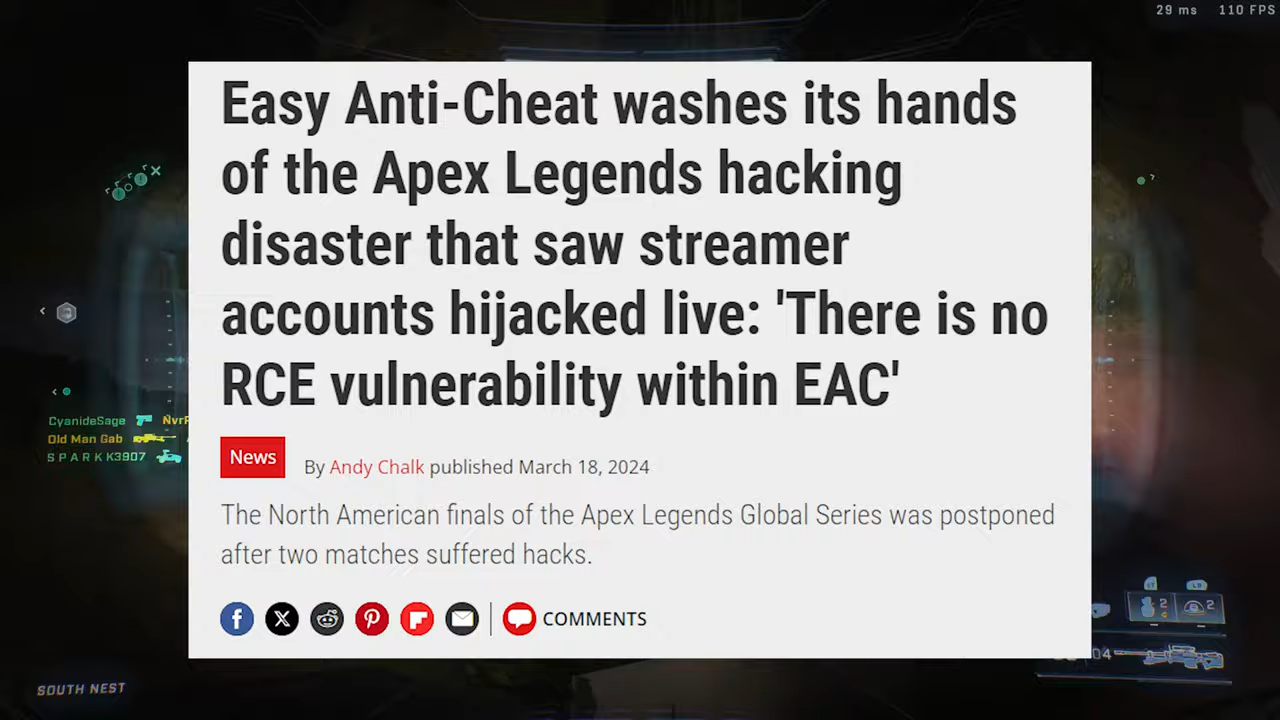 29 ms 110 FPS
Easy Anti-Cheat washes its hands
of the Apex Legends hacking
disaster that saw streamer
accounts hijacked live: 'There is no
RCE vulnerability within EAC'
News
By Andy Chalk published March 18, 2024
The North American finals of the Apex Legends Global Series was postponed
after two matches suffered hacks.
COMMENTS
CyanideSage
Old Man Gab
S P A R K K3907
2 2
SOUTH NEST